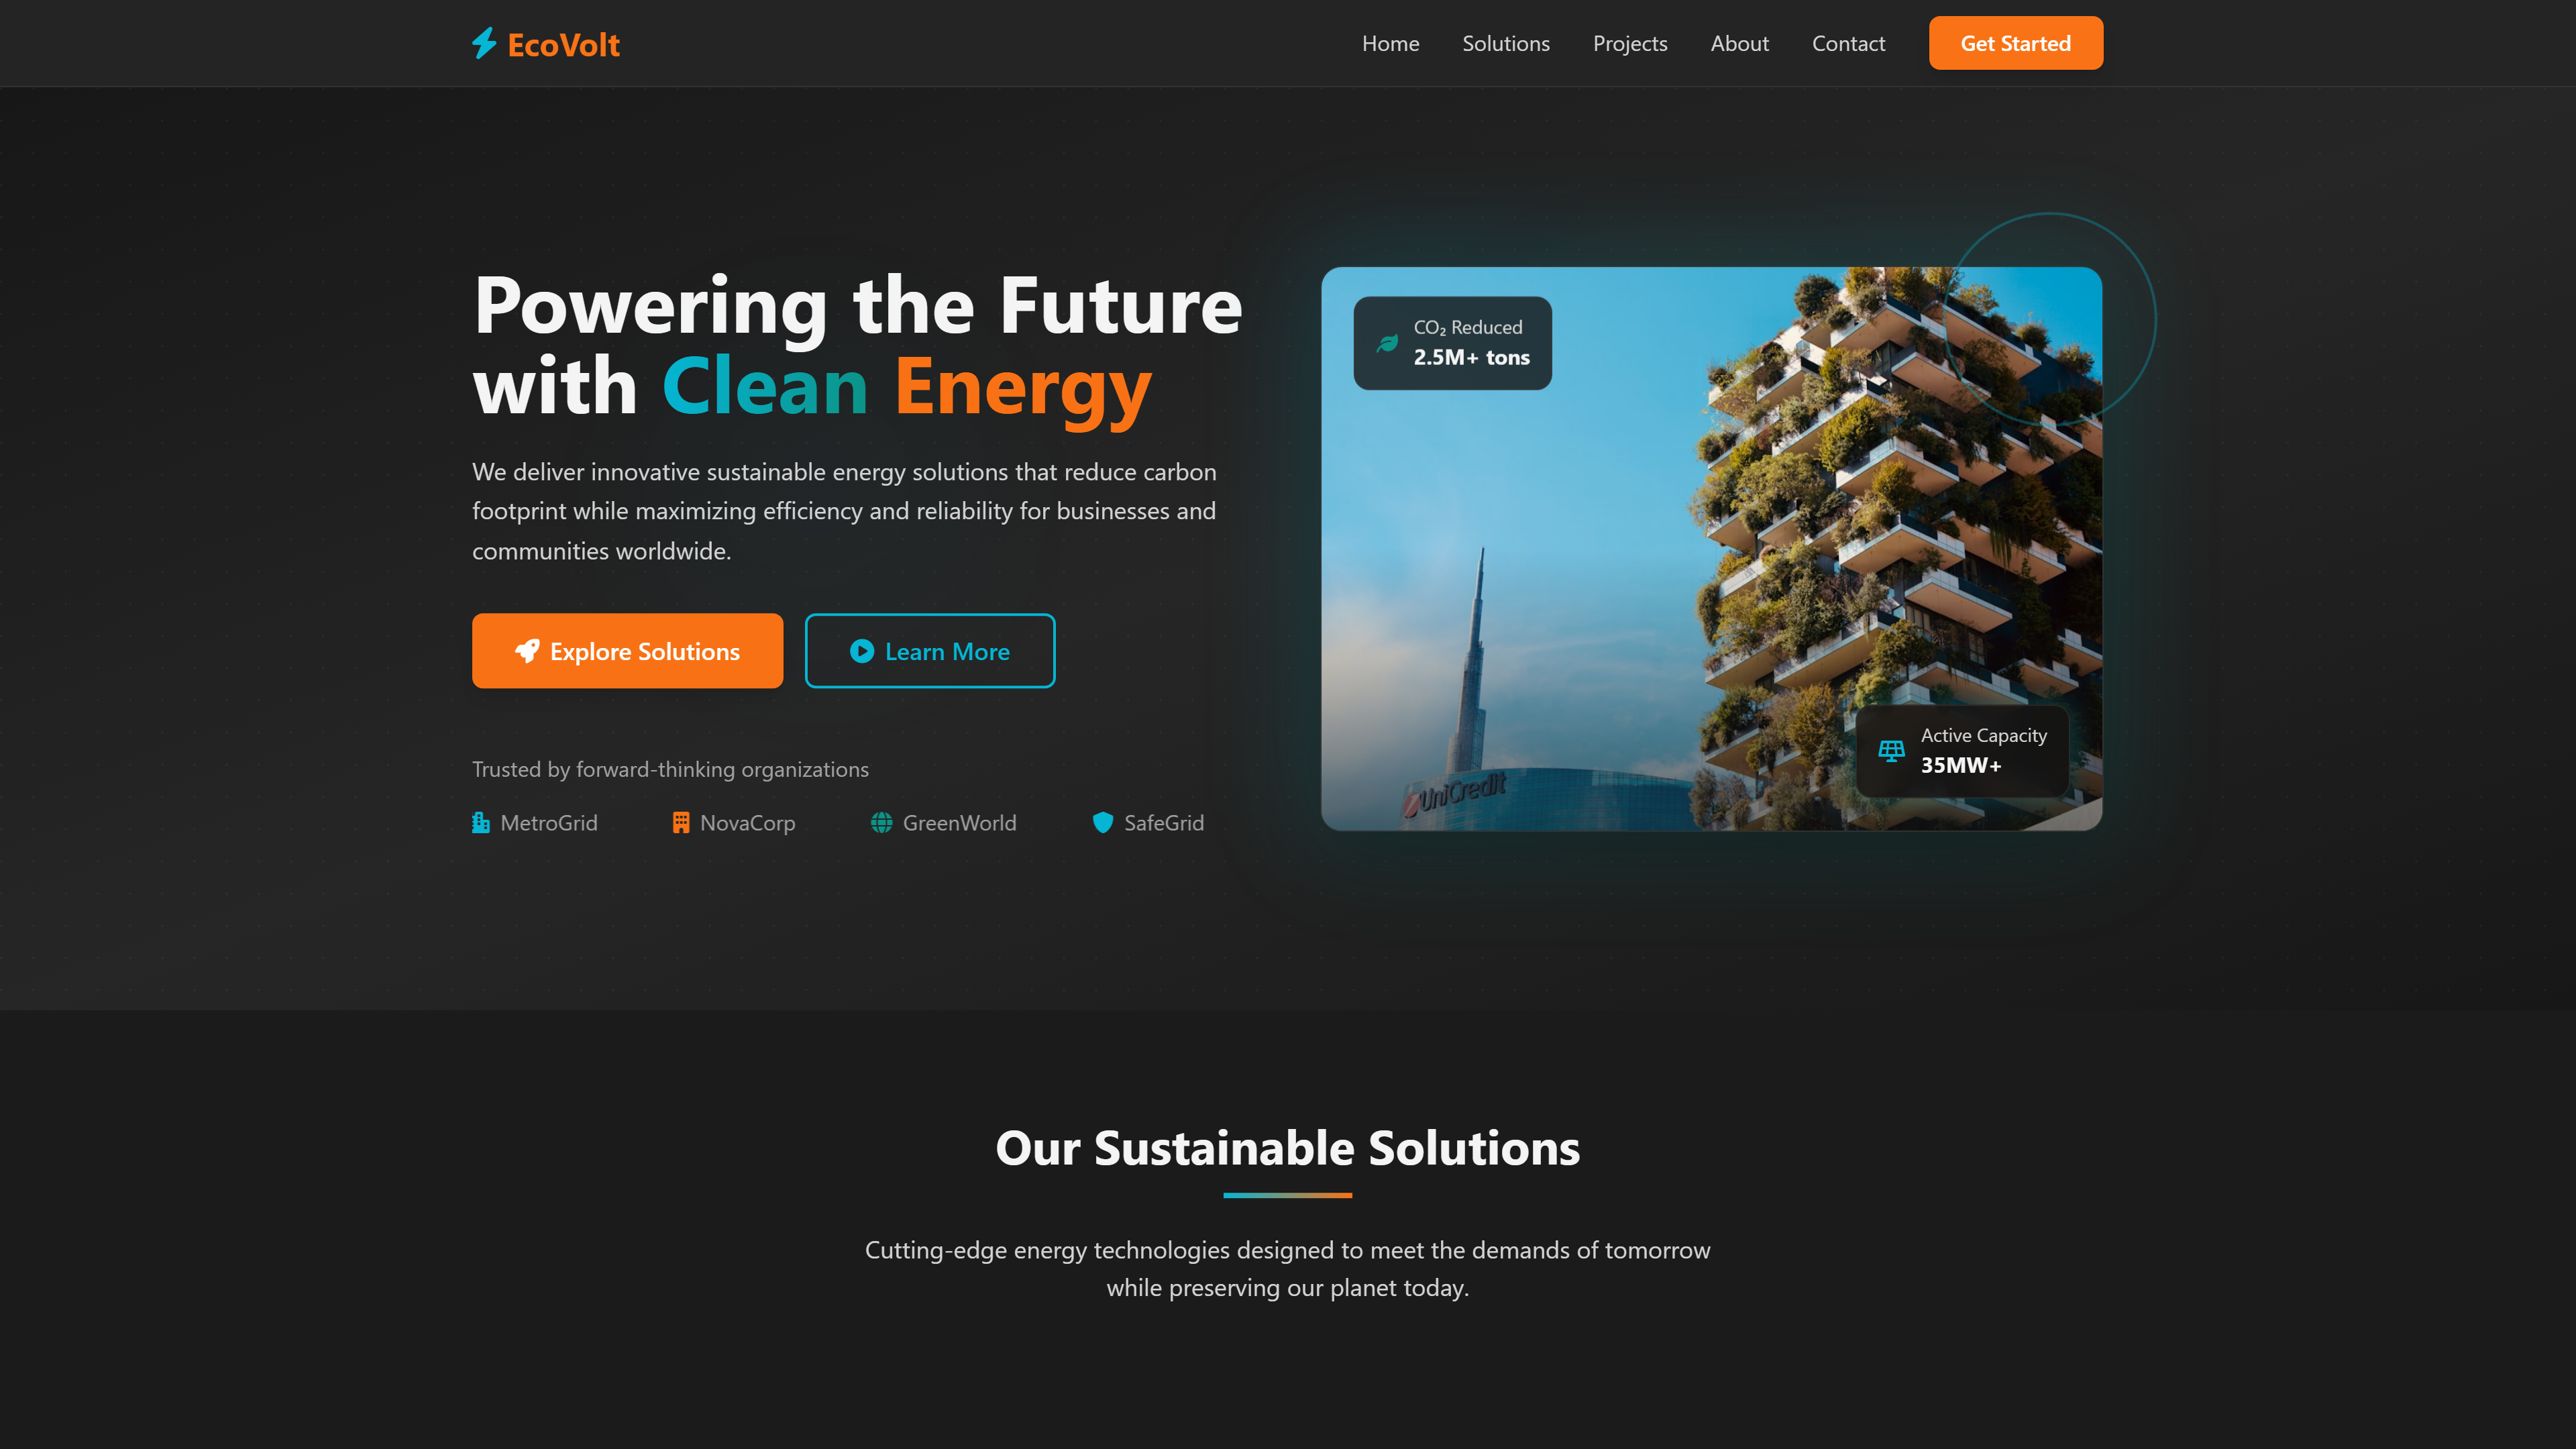 EcoVolt
Home
Solutions
Projects
About
Contact
Get Started
Powering the Future
with Clean Energy
We deliver innovative sustainable energy solutions that reduce carbon
footprint while maximizing efficiency and reliability for businesses and
communities worldwide.
Explore Solutions
Learn More
Trusted by forward-thinking organizations
MetroGrid
NovaCorp
GreenWorld
SafeGrid
CO₂ Reduced
2.5M+ tons
UniCredit
Active Capacity
35MW+
Our Sustainable Solutions
Cutting-edge energy technologies designed to meet the demands of tomorrow
while preserving our planet today.